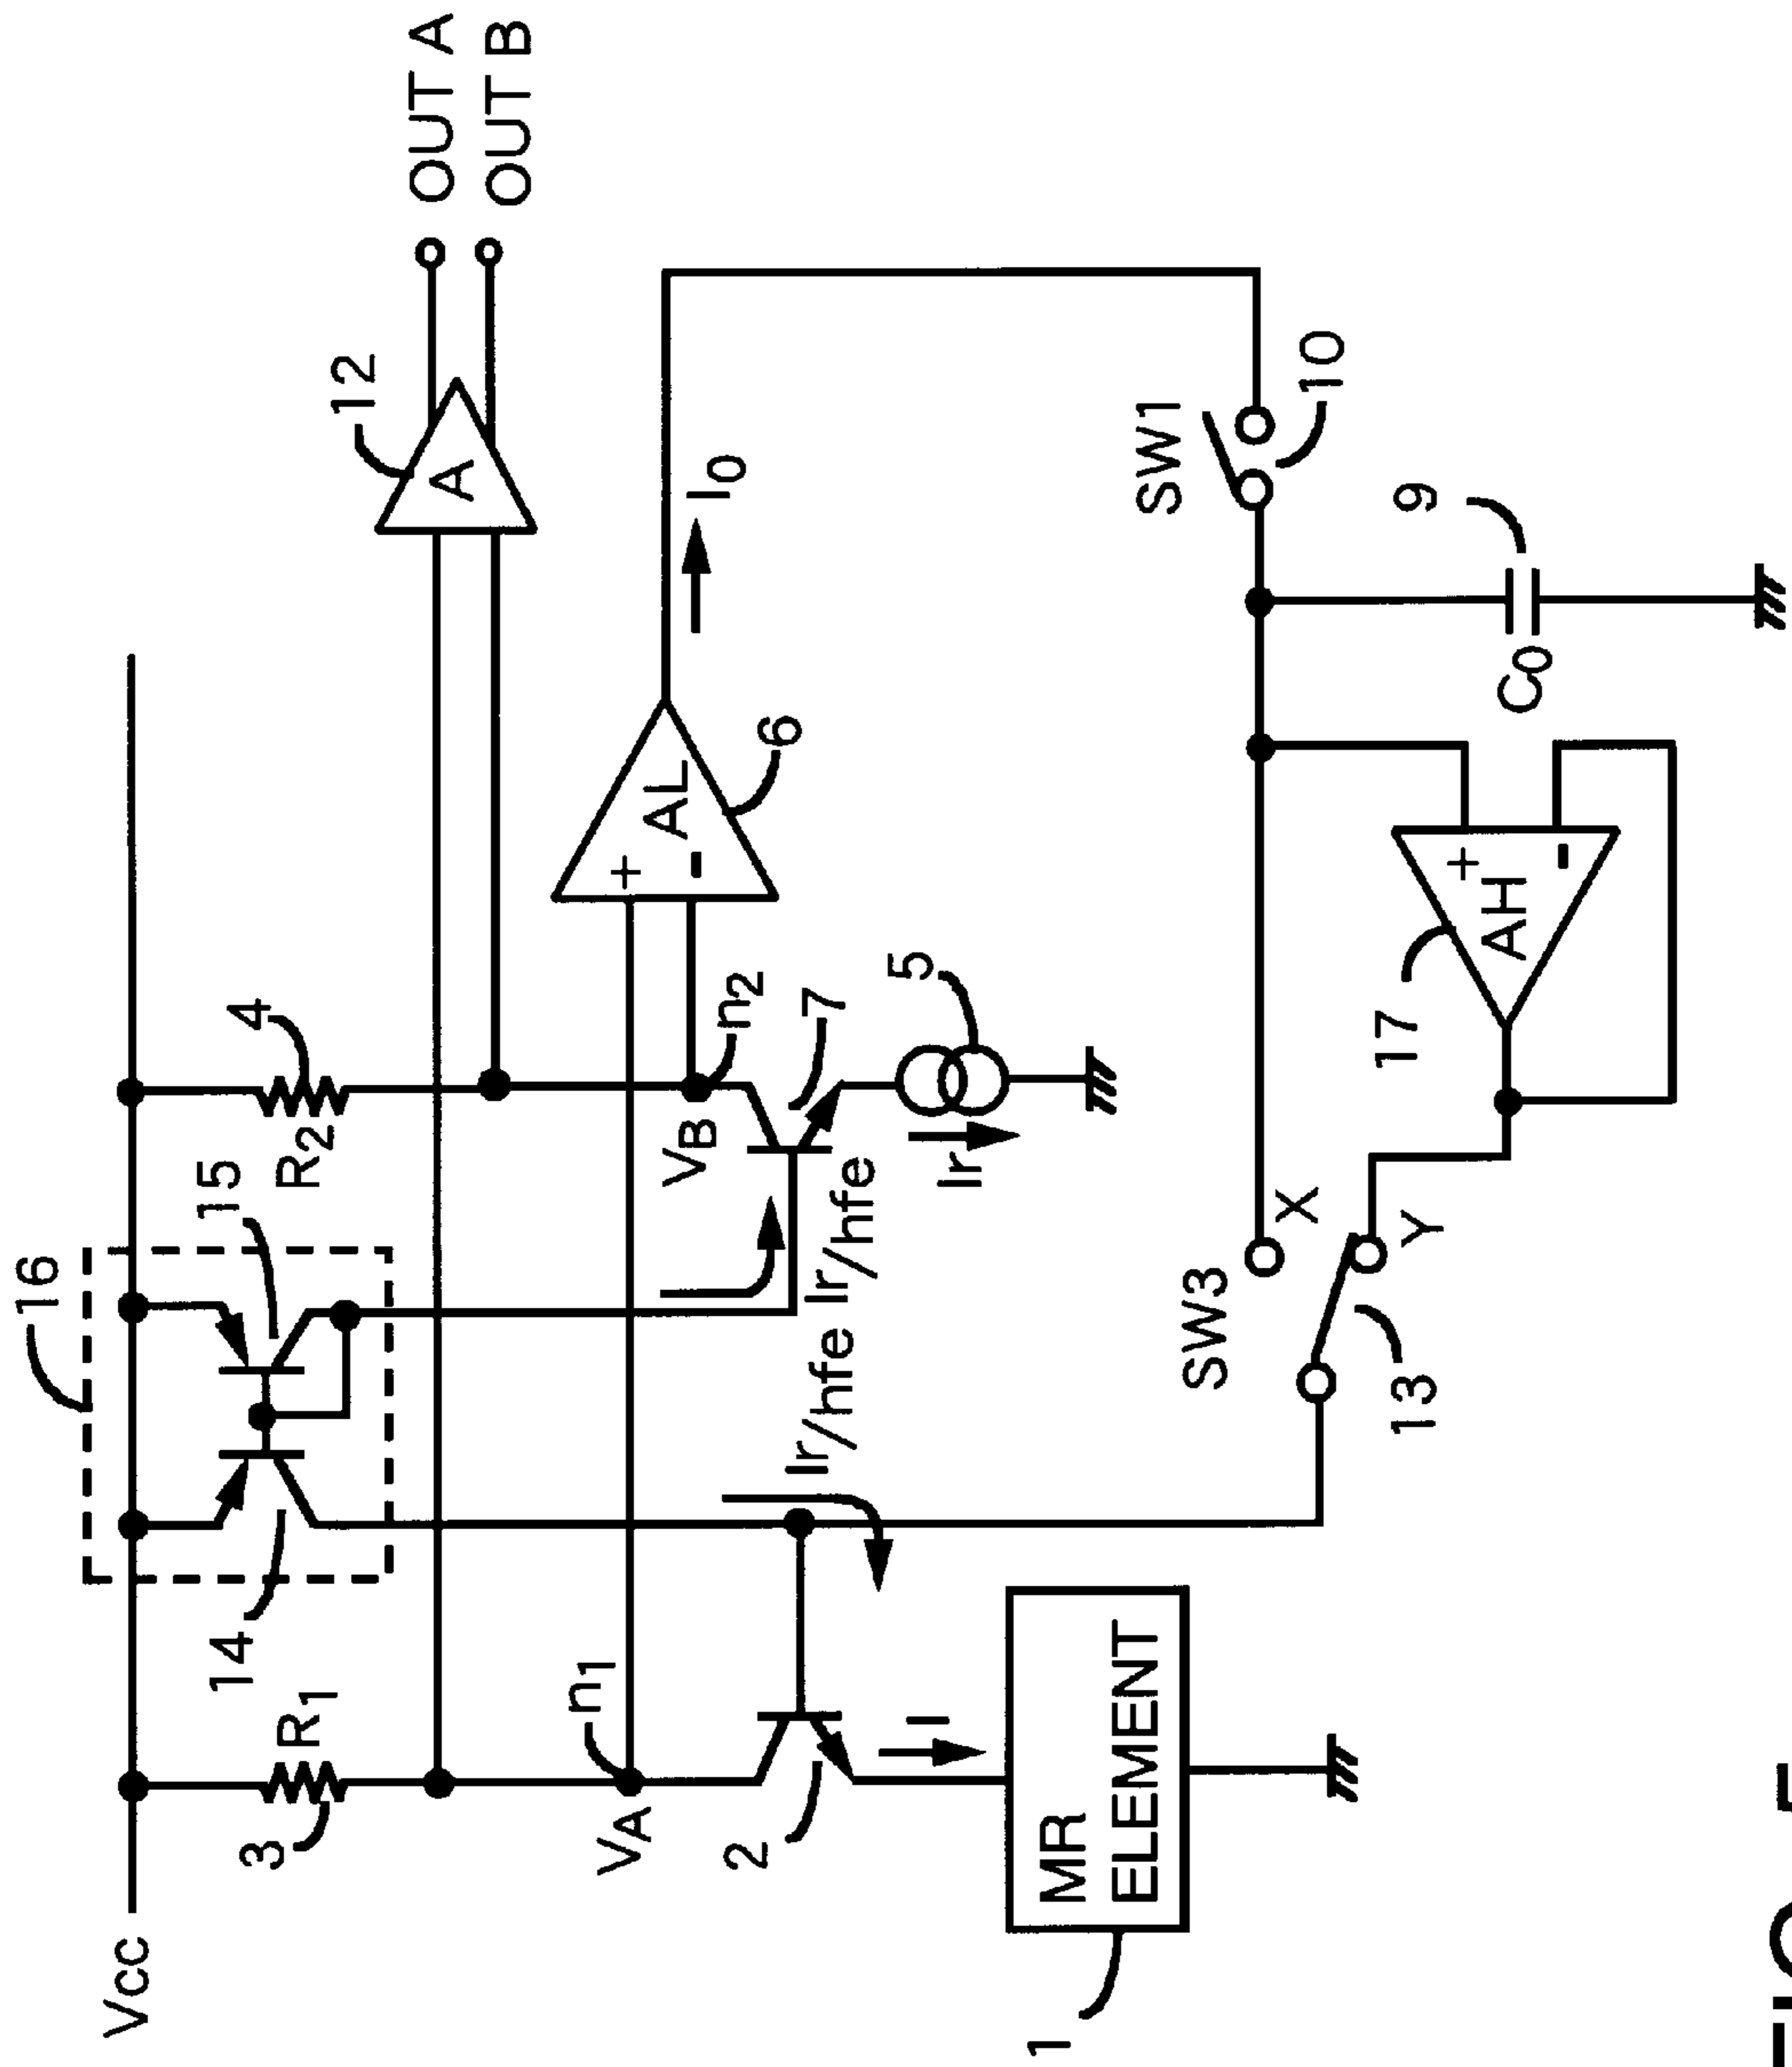 Vcc
16
3
R1
14
15
R2
4
12
A
OUT A
OUT B
VA
n1
VB
n2
+
-
AL
6
Io
2
I
Ir/hfe
Ir/hfe
7
5
Ir
1
MR
ELEMENT
SW3
X
Y
13
17
AH
+
-
SW1
10
9
C0